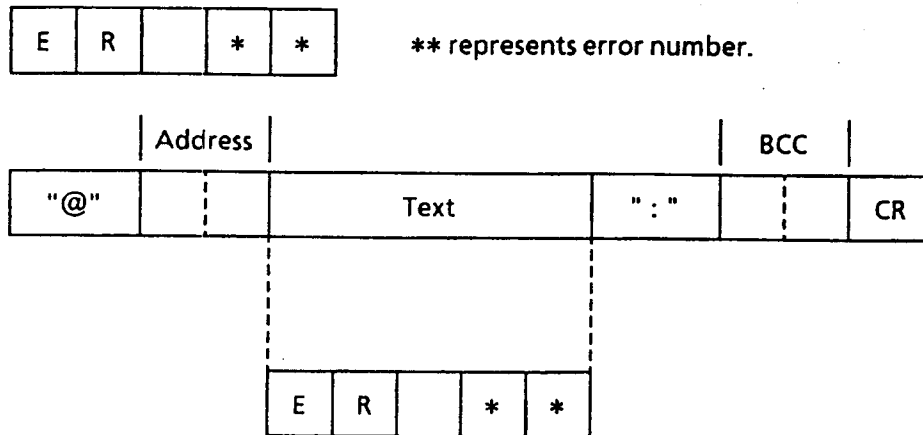 E R * * ** represents error number.
Address BCC
"@" Text ":" CR
E R * *